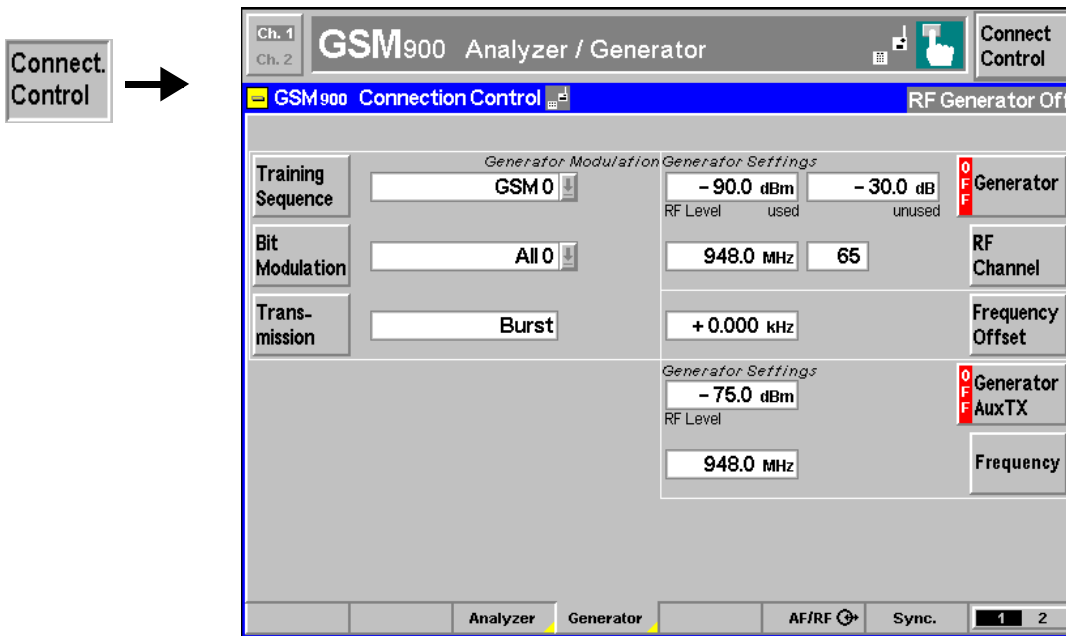 Connect.
Control
Ch. 1
Ch. 2
GSM900 Analyzer / Generator
Connect
Control
GSM900 Connection Control
RF Generator Off
Generator Modulation
Generator Settings
Training
Sequence
GSM 0
- 90.0 dBm
- 30.0 dB
RF Level used
unused
OFF
Generator
Bit
Modulation
All 0
948.0 MHz
65
RF
Channel
Trans-
mission
Burst
+ 0.000 kHz
Frequency
Offset
Generator Settings
- 75.0 dBm
RF Level
OFF
Generator
AuxTX
948.0 MHz
Frequency
Analyzer
Generator
AF/RF
Sync.
1 2